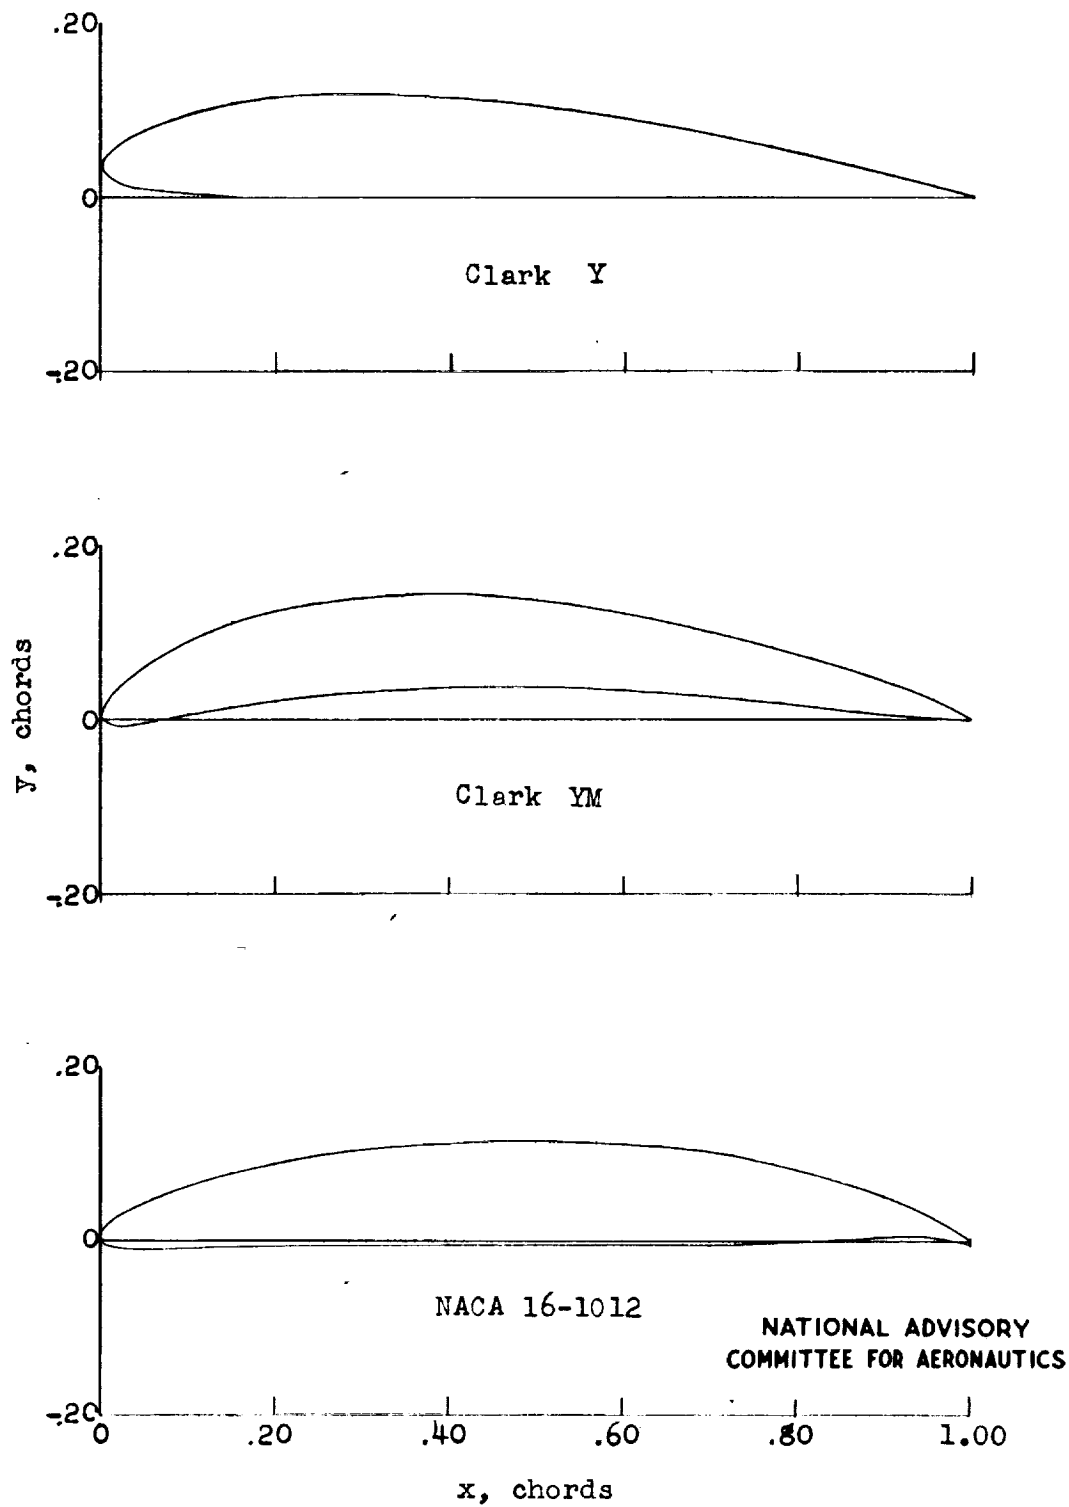 .20
0
Clark Y
-.20
.20
y, chords
0
Clark YM
-.20
.20
0
NACA 16-1012
NATIONAL ADVISORY
COMMITTEE FOR AERONAUTICS
-.20
0 .20 .40 .60 .80 1.00
x, chords